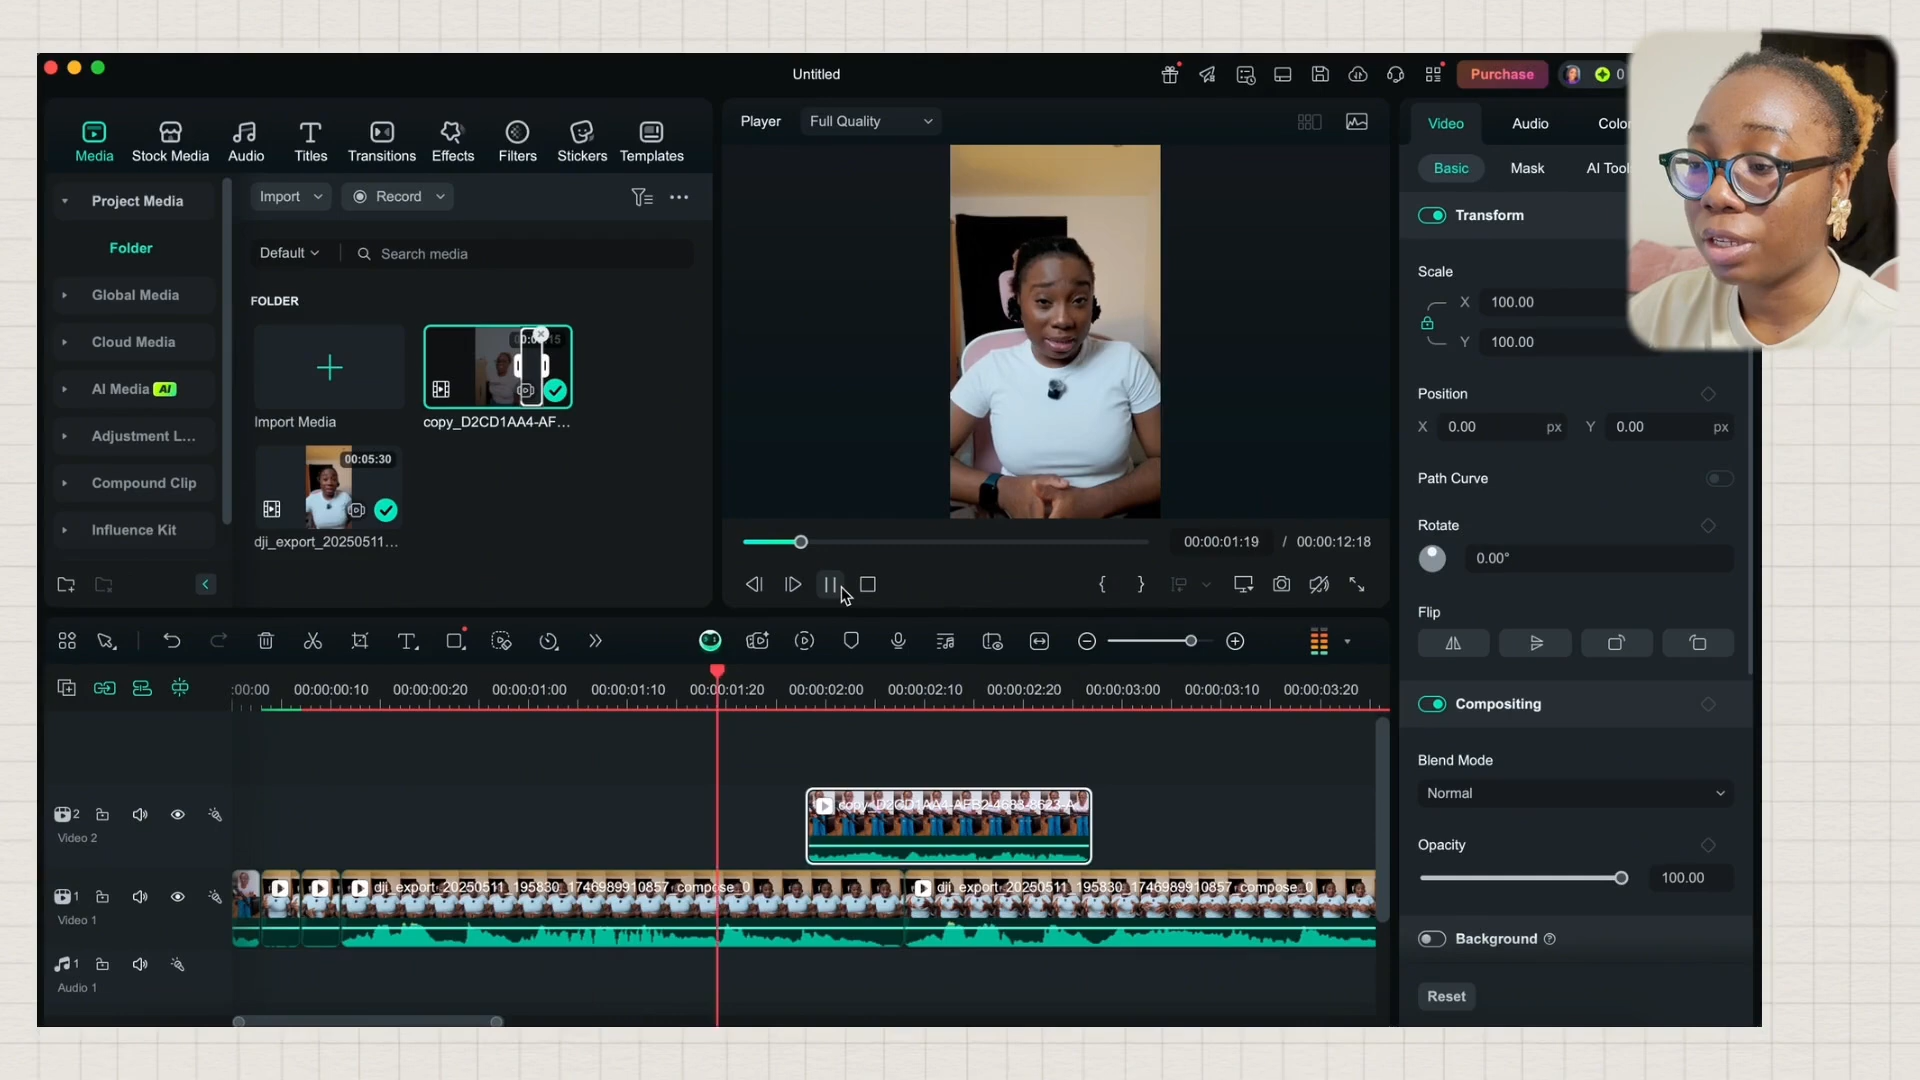 Untitled
Purchase
0
Media
Stock Media
Audio
Titles
Transitions
Effects
Filters
Stickers
Templates
Player
Full Quality
Video
Audio
Basic
Mask
Project Media
Folder
Global Media
Cloud Media
AI Media AI
Adjustment L...
Compound Clip
Influence Kit
Import
Record
Default
Search media
FOLDER
Import Media
copy_D2CD1AA4-AF...
00:05:30
dji_export_20250511...
00:00:01:19 / 00:00:12:18
Transform
Scale
X 100.00
Y 100.00
Position
X 0.00 px Y 0.00 px
Path Curve
Rotate
0.00°
Flip
Compositing
Blend Mode
Normal
Opacity
100.00
Background
Reset
:00:00 00:00:00:10 00:00:00:20 00:00:01:00 00:00:01:10 00:00:01:20 00:00:02:00 00:00:02:10 00:00:02:20 00:00:03:00 00:00:03:10 00:00:03:20
2
Video 2
copy_D2CD1AA4-AFB2-4683-8623-A
1
Video 1
dji_export_20250511_195830_1746989910857_compose_0
dji_export_20250511_195830_1746989910857_compose_0
1
Audio 1